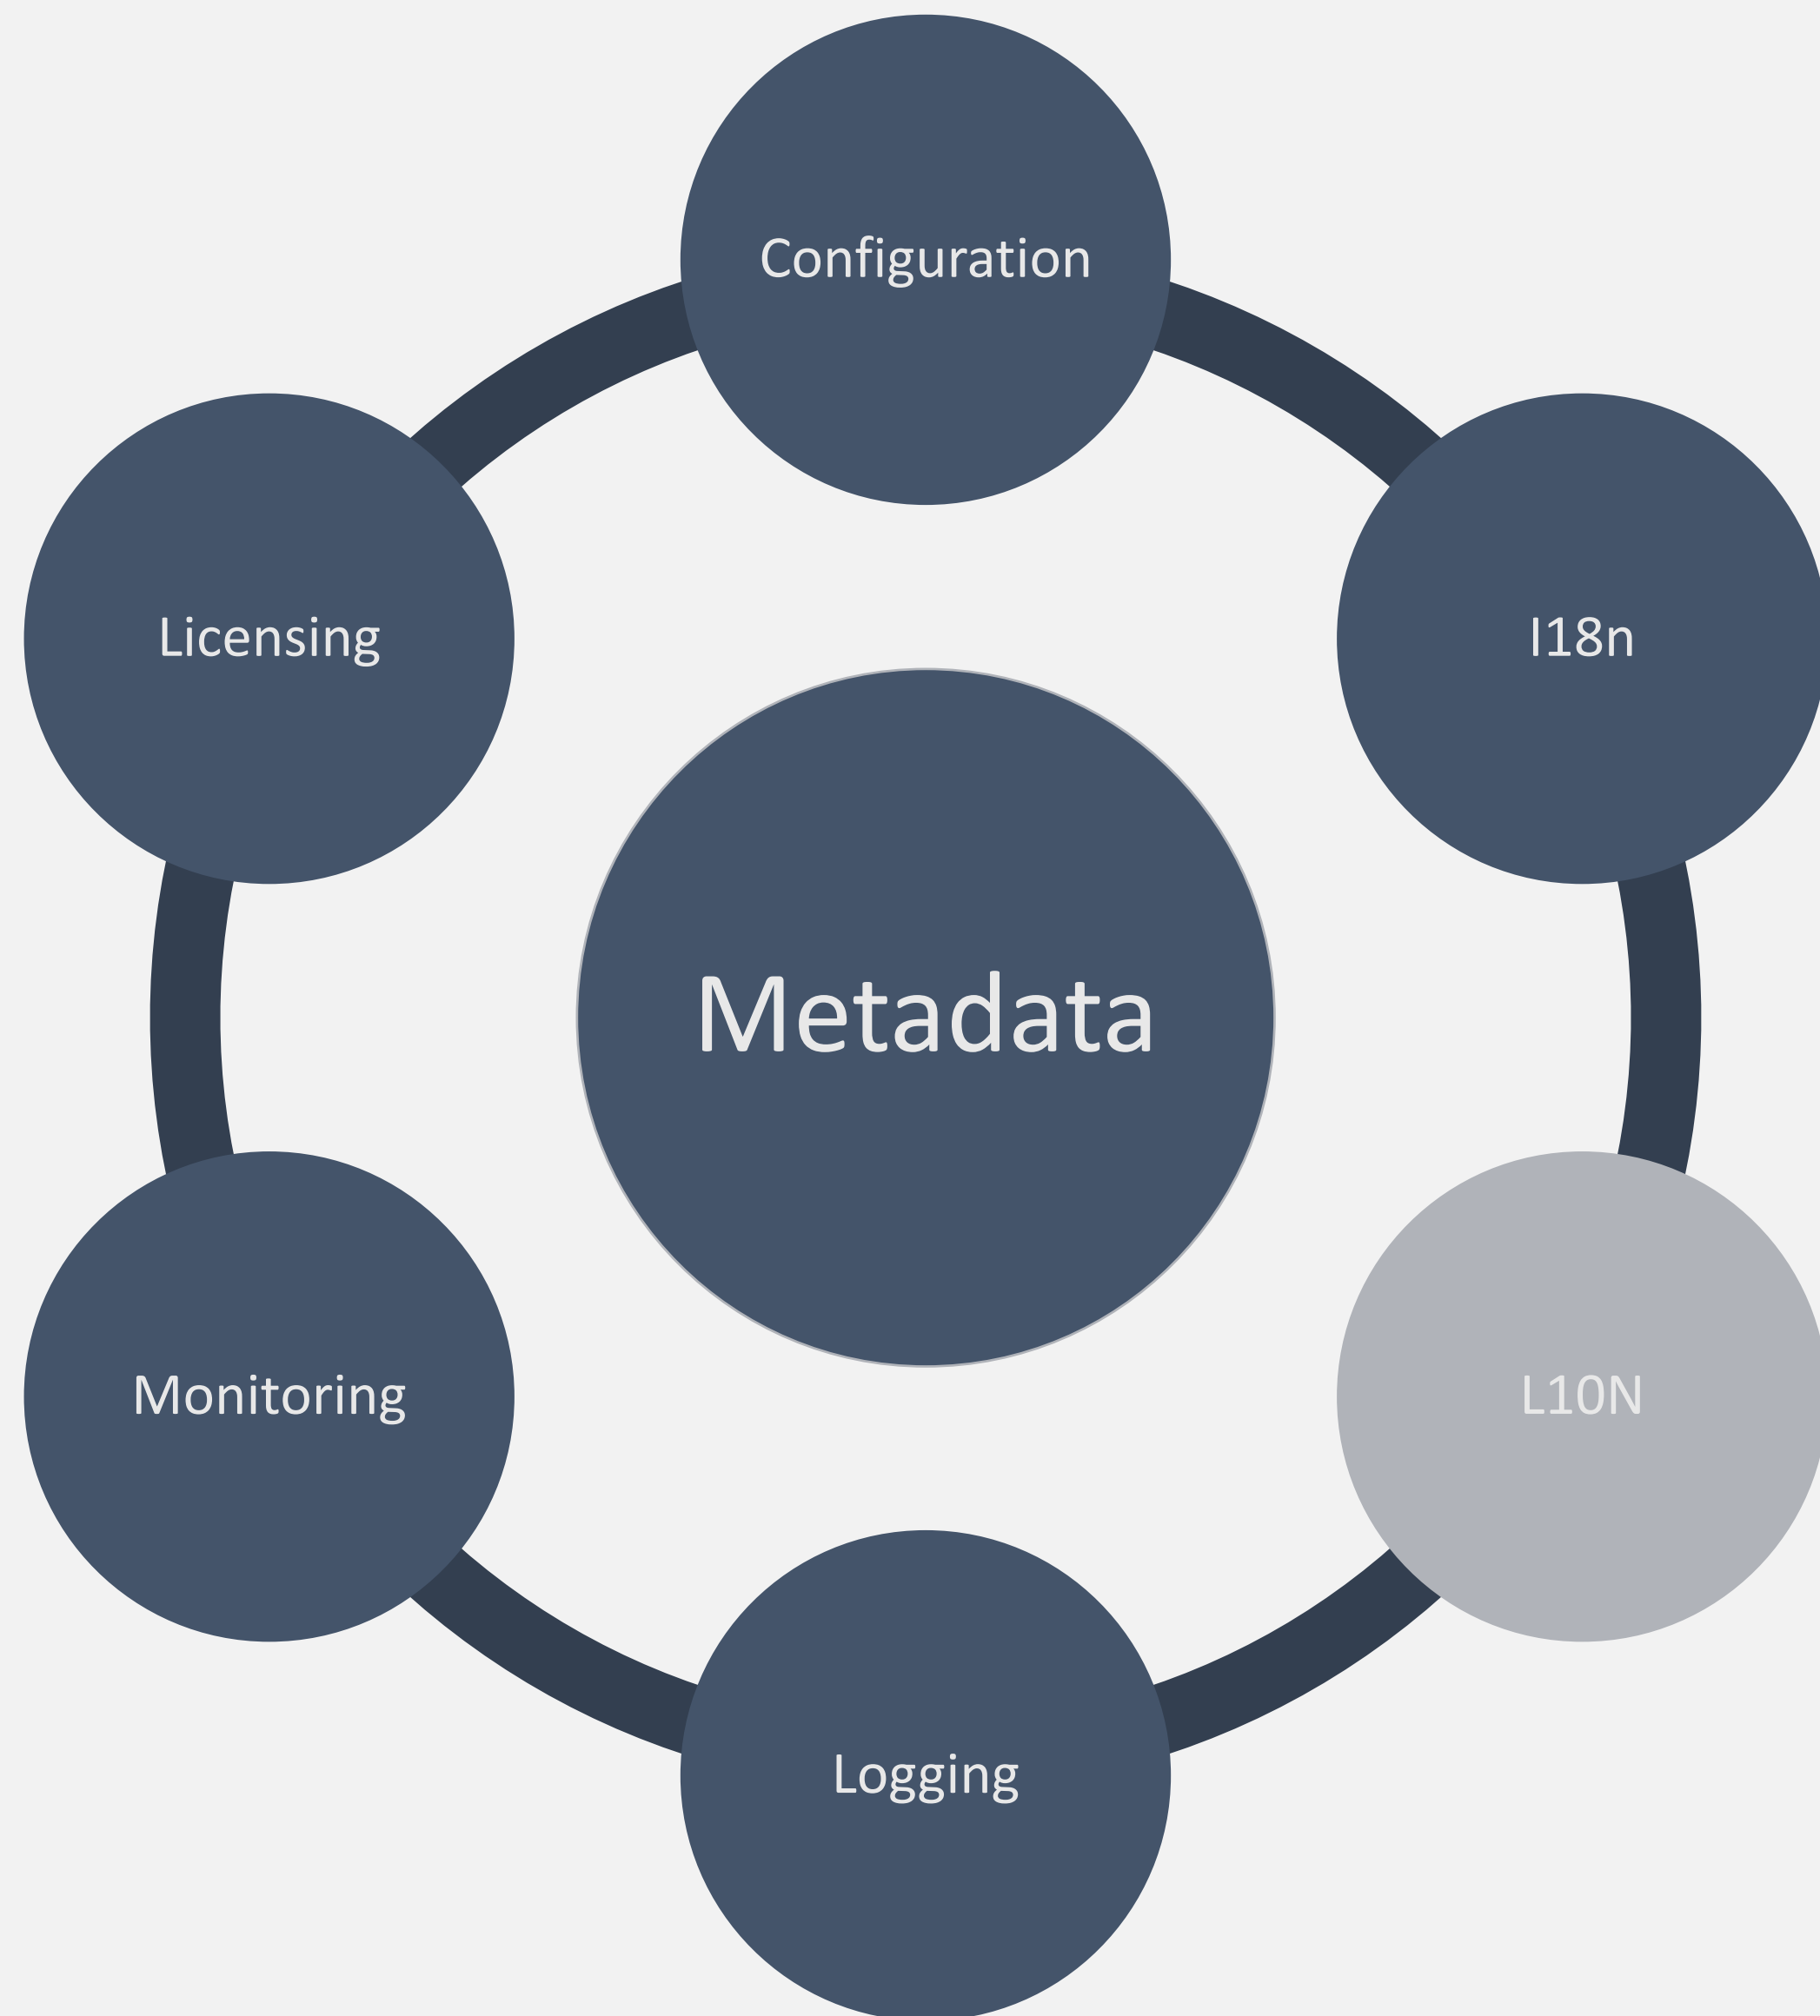 Configuration
Licensing
I18n
Metadata
Monitoring
L10N
Logging